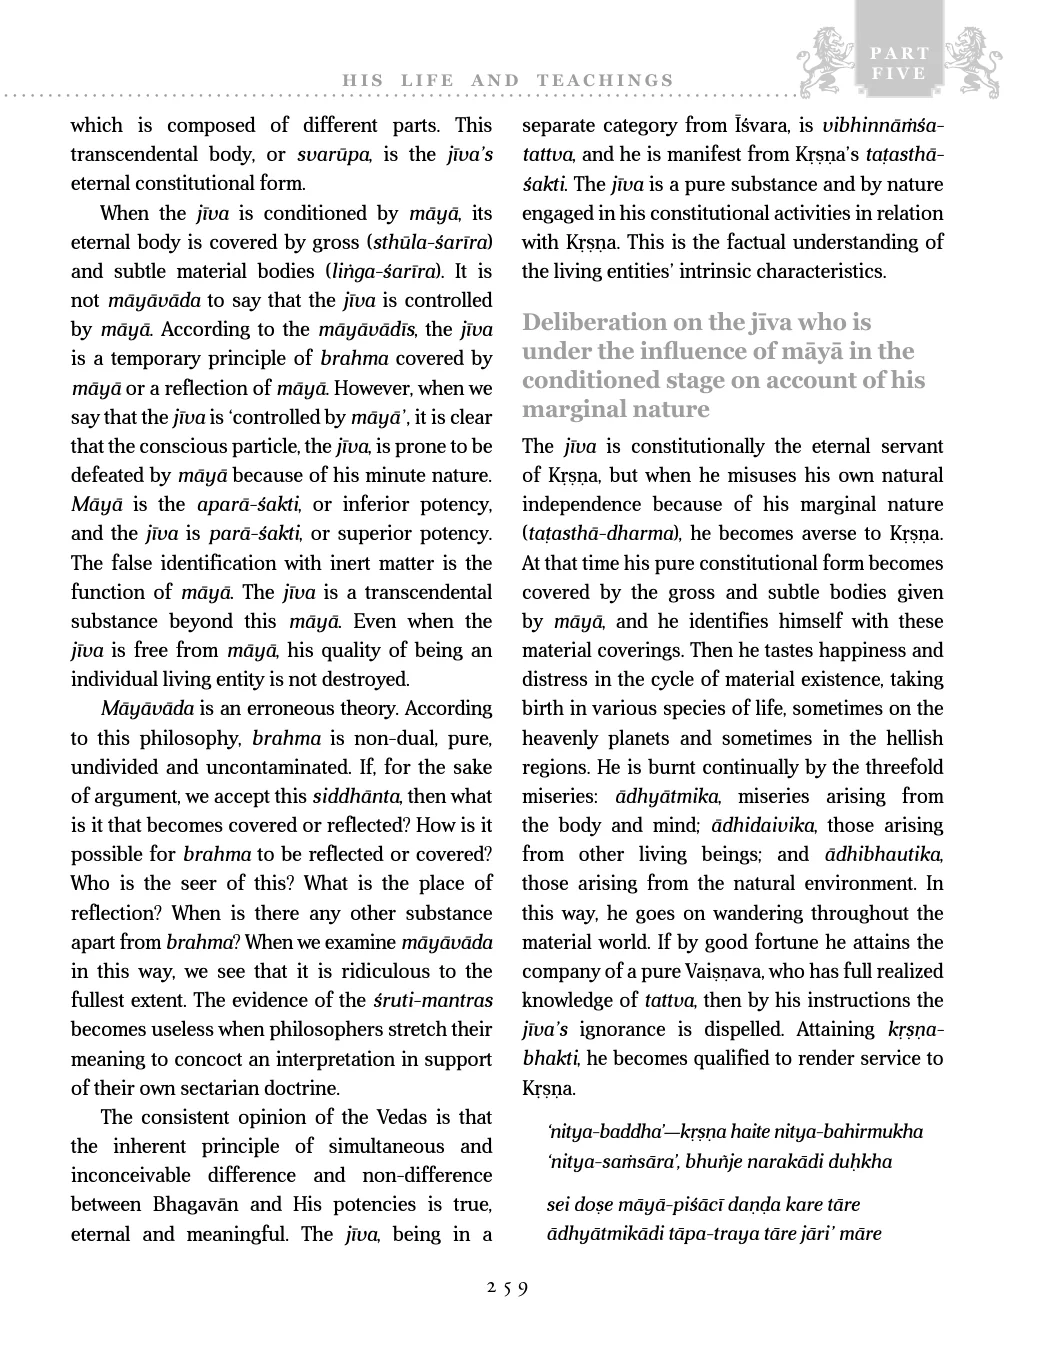 PART
FIVE
HIS LIFE AND TEACHINGS
which is composed of different parts. This
transcendental body, or svarūpa, is the jīva's
eternal constitutional form.
When the jīva is conditioned by māyā, its
eternal body is covered by gross (sthūla-śarīra)
and subtle material bodies (liṅga-śarīra). It is
not māyāvāda to say that the jīva is controlled
by māyā. According to the māyāvādīs, the jīva
is a temporary principle of brahma covered by
māyā or a reflection of māyā. However, when we
say that the jīva is ‘controlled by māyā’, it is clear
that the conscious particle, the jīva, is prone to be
defeated by māyā because of his minute nature.
Māyā is the aparā-śakti, or inferior potency,
and the jīva is parā-śakti, or superior potency.
The false identification with inert matter is the
function of māyā. The jīva is a transcendental
substance beyond this māyā. Even when the
jīva is free from māyā, his quality of being an
individual living entity is not destroyed.
Māyāvāda is an erroneous theory. According
to this philosophy, brahma is non-dual, pure,
undivided and uncontaminated. If, for the sake
of argument, we accept this siddhānta, then what
is it that becomes covered or reflected? How is it
possible for brahma to be reflected or covered?
Who is the seer of this? What is the place of
reflection? When is there any other substance
apart from brahma? When we examine māyāvāda
in this way, we see that it is ridiculous to the
fullest extent. The evidence of the śruti-mantras
becomes useless when philosophers stretch their
meaning to concoct an interpretation in support
of their own sectarian doctrine.
The consistent opinion of the Vedas is that
the inherent principle of simultaneous and
inconceivable difference and non-difference
between Bhagavān and His potencies is true,
eternal and meaningful. The jīva, being in a
separate category from Īśvara, is vibhinnāṁśa-
tattva, and he is manifest from Kṛṣṇa's taṭasthā-
śakti. The jīva is a pure substance and by nature
engaged in his constitutional activities in relation
with Kṛṣṇa. This is the factual understanding of
the living entities' intrinsic characteristics.
Deliberation on the jīva who is
under the influence of māyā in the
conditioned stage on account of his
marginal nature
The jīva is constitutionally the eternal servant
of Kṛṣṇa, but when he misuses his own natural
independence because of his marginal nature
(taṭasthā-dharma), he becomes averse to Kṛṣṇa.
At that time his pure constitutional form becomes
covered by the gross and subtle bodies given
by māyā, and he identifies himself with these
material coverings. Then he tastes happiness and
distress in the cycle of material existence, taking
birth in various species of life, sometimes on the
heavenly planets and sometimes in the hellish
regions. He is burnt continually by the threefold
miseries: ādhyātmika, miseries arising from
the body and mind; ādhidaivika, those arising
from other living beings; and ādhibhautika,
those arising from the natural environment. In
this way, he goes on wandering throughout the
material world. If by good fortune he attains the
company of a pure Vaiṣṇava, who has full realized
knowledge of tattva, then by his instructions the
jīva's ignorance is dispelled. Attaining kṛṣṇa-
bhakti, he becomes qualified to render service to
Kṛṣṇa.
‘nitya-baddha’—kṛṣṇa haite nitya-bahirmukha
‘nitya-saṁsāra’, bhuñje narakādi duḥkha
sei doṣe māyā-piśācī daṇḍa kare tāre
ādhyātmikādi tāpa-traya tāre jāri’ māre
259